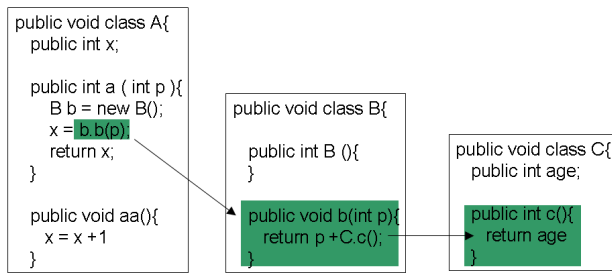 public void class A{
public int x;
public int a ( int p ){
B b = new B();
x = b.b(p);
return x;
}
public void aa(){
x = x +1
}
public void class B{
public int B (){
}
public void b(int p){
return p +C.c();
}
public void class C{
public int age;
public int c(){
return age
}